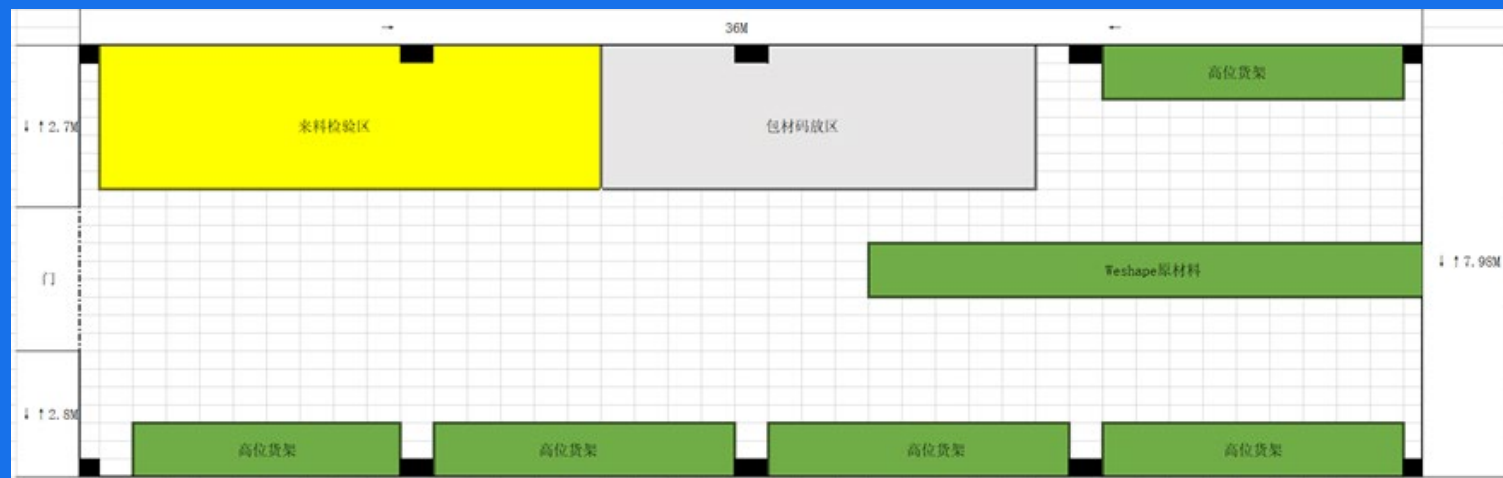 → 36M ←
高位货架
↓ ↑2.7M
来料检验区
包材码放区
门
Weshape原材料
↓ ↑7.98M
↓ ↑2.8M
高位货架
高位货架
高位货架
高位货架